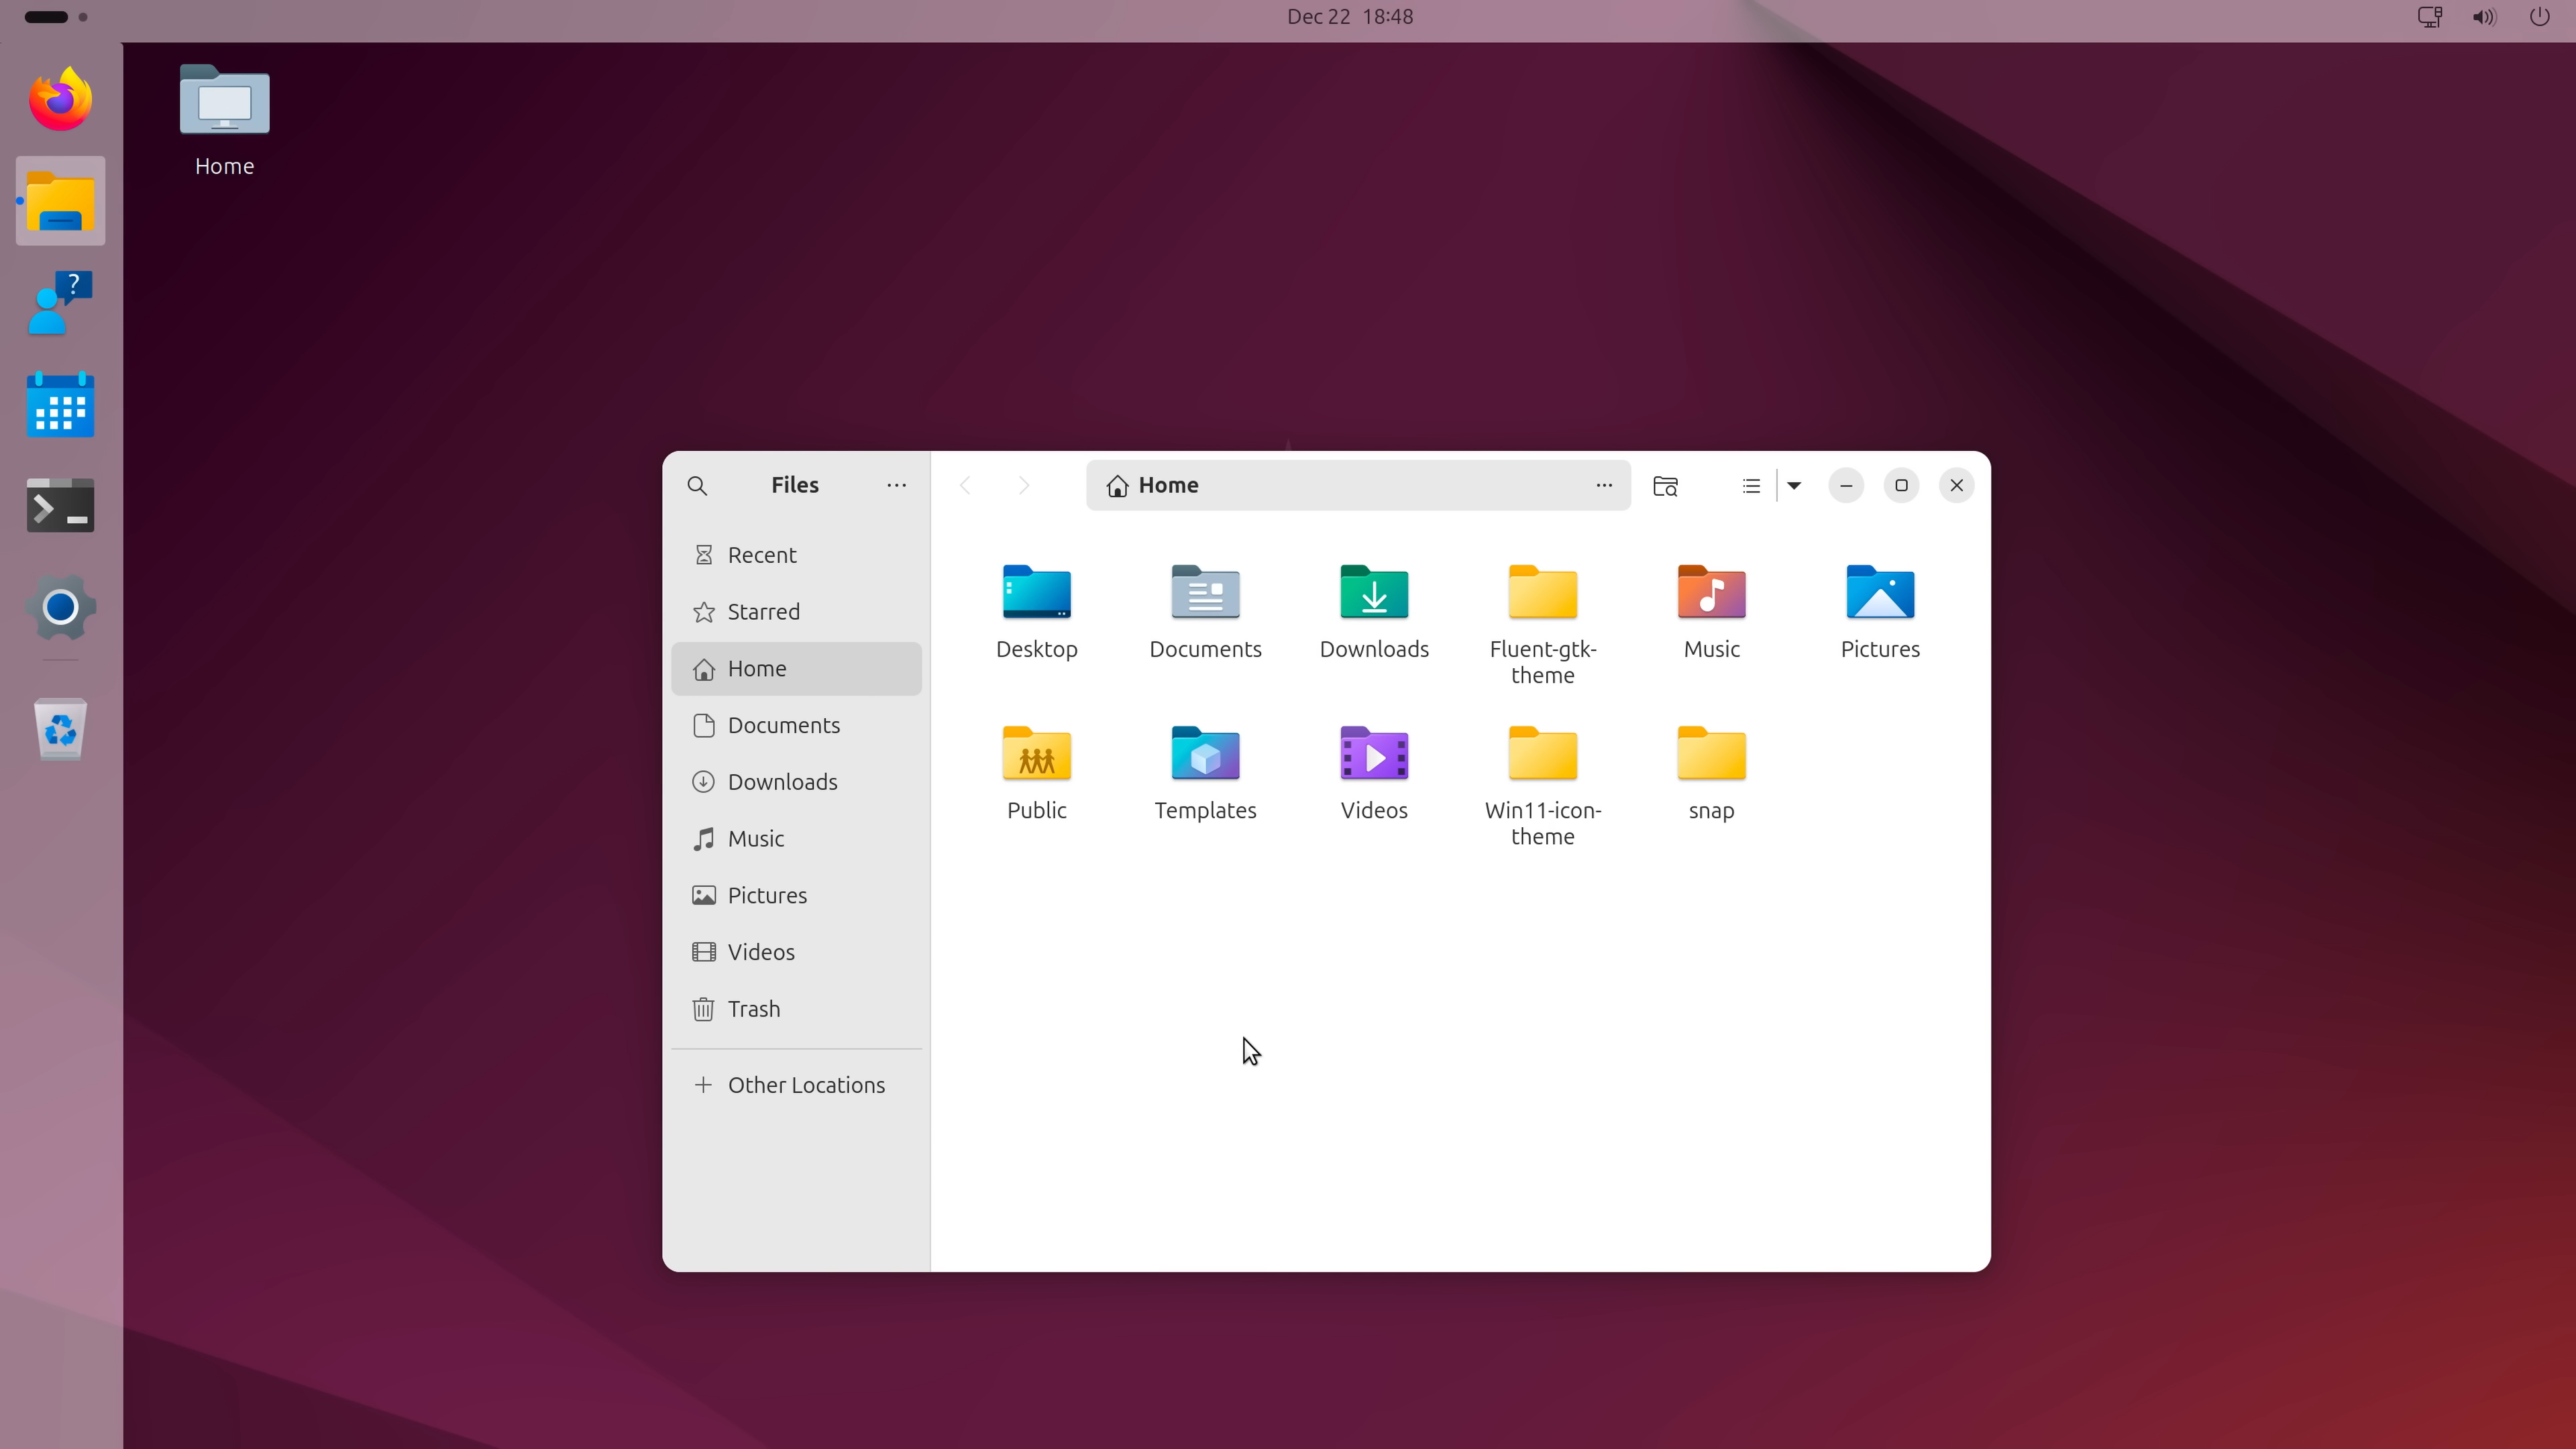 Dec 22 18:48
Home
?
Files
Home
Recent
Starred
Home
Documents
Downloads
Music
Pictures
Videos
Trash
Other Locations
Desktop
Documents
Downloads
Fluent-gtk-
theme
Music
Pictures
Public
Templates
Videos
Win11-icon-
theme
snap